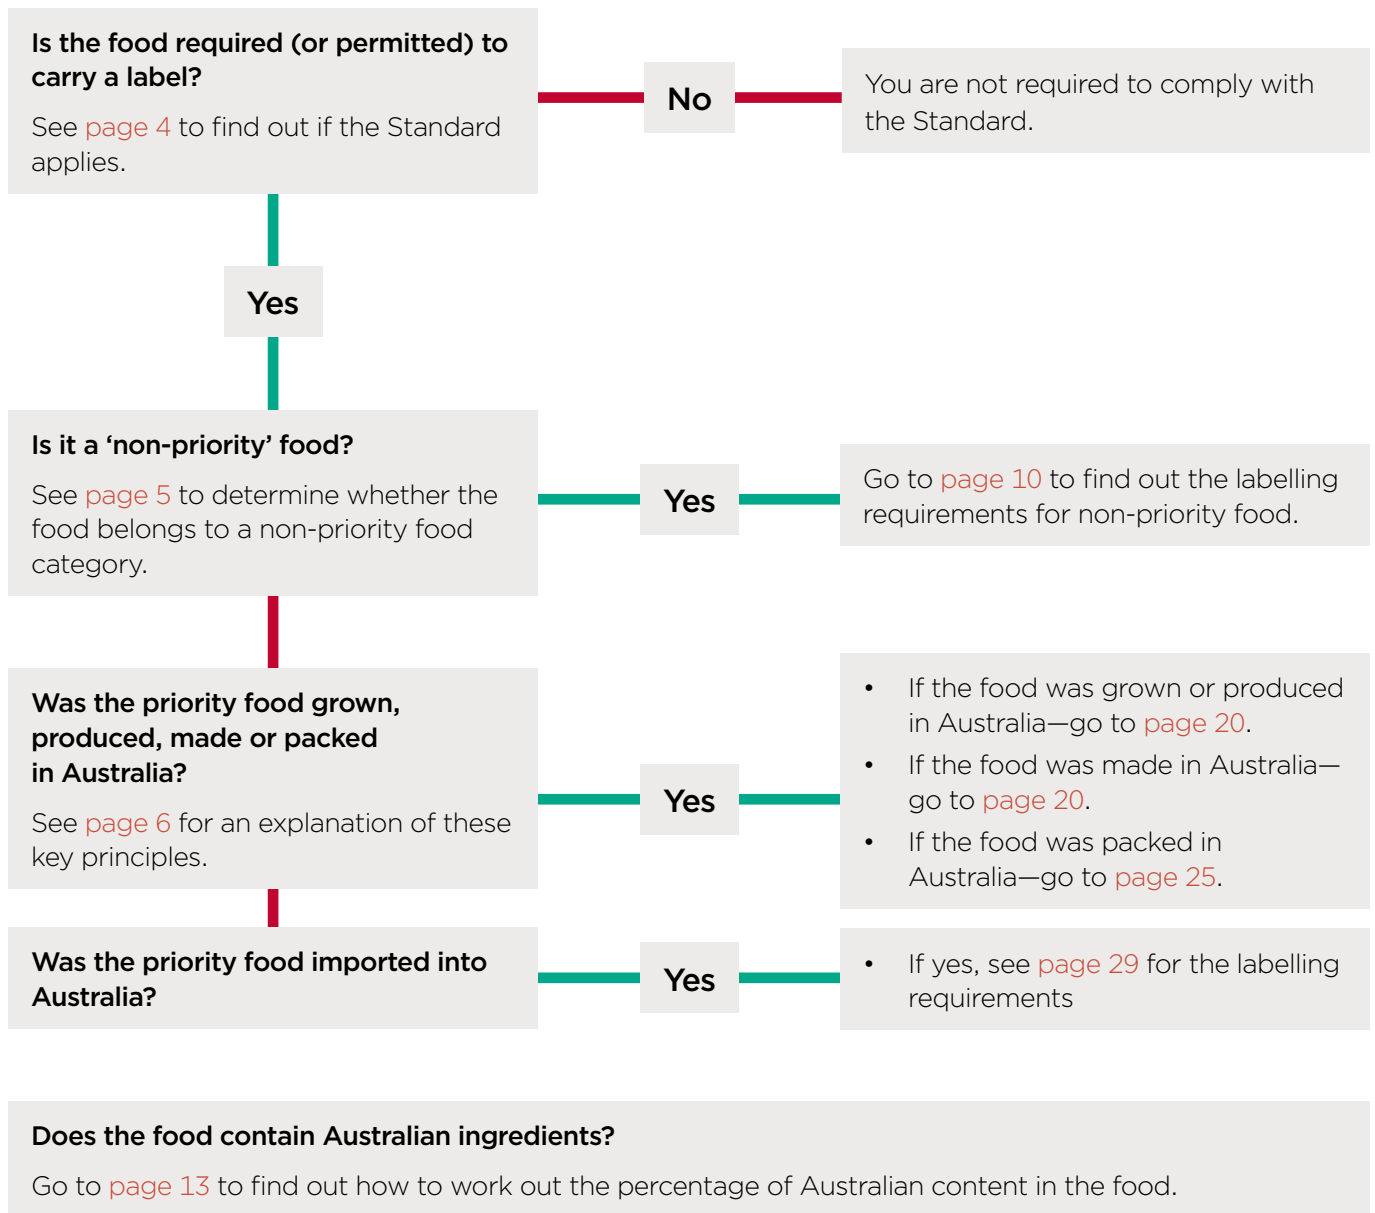 Is the food required (or permitted) to
carry a label?
See page 4 to find out if the Standard
applies.
No
You are not required to comply with
the Standard.
Yes
Is it a ‘non-priority’ food?
See page 5 to determine whether the
food belongs to a non-priority food
category.
Yes
Go to page 10 to find out the labelling
requirements for non-priority food.
Was the priority food grown,
produced, made or packed
in Australia?
See page 6 for an explanation of these
key principles.
Yes
• If the food was grown or produced
in Australia—go to page 20.
• If the food was made in Australia—
go to page 20.
• If the food was packed in
Australia—go to page 25.
Was the priority food imported into
Australia?
Yes
• If yes, see page 29 for the labelling
requirements
Does the food contain Australian ingredients?
Go to page 13 to find out how to work out the percentage of Australian content in the food.